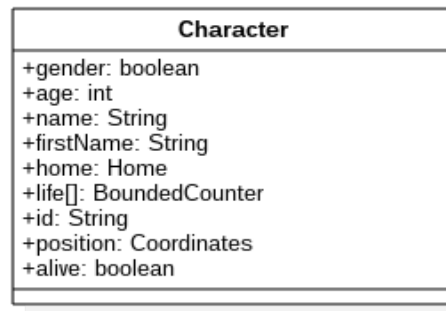 Character
+gender: boolean
+age: int
+name: String
+firstName: String
+home: Home
+life[]: BoundedCounter
+id: String
+position: Coordinates
+alive: boolean